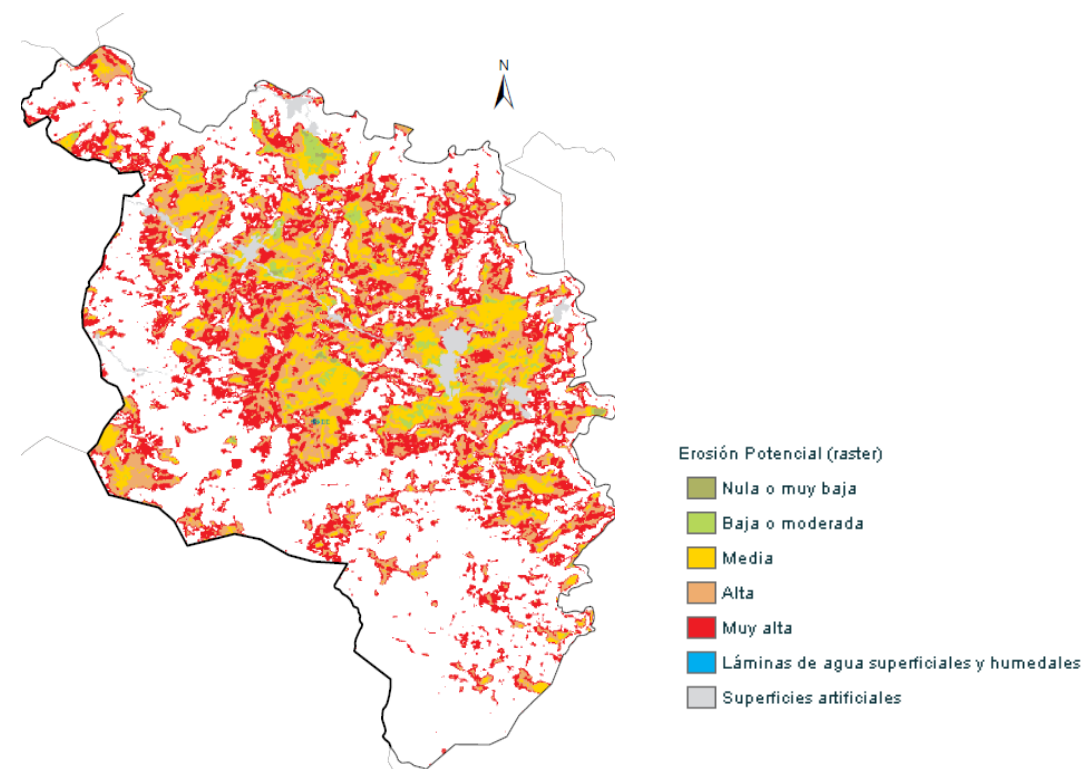 N
Erosión Potencial (raster)
Nula o muy baja
Baja o moderada
Media
Alta
Muy alta
Láminas de agua superficiales y humedales
Superficies artificiales